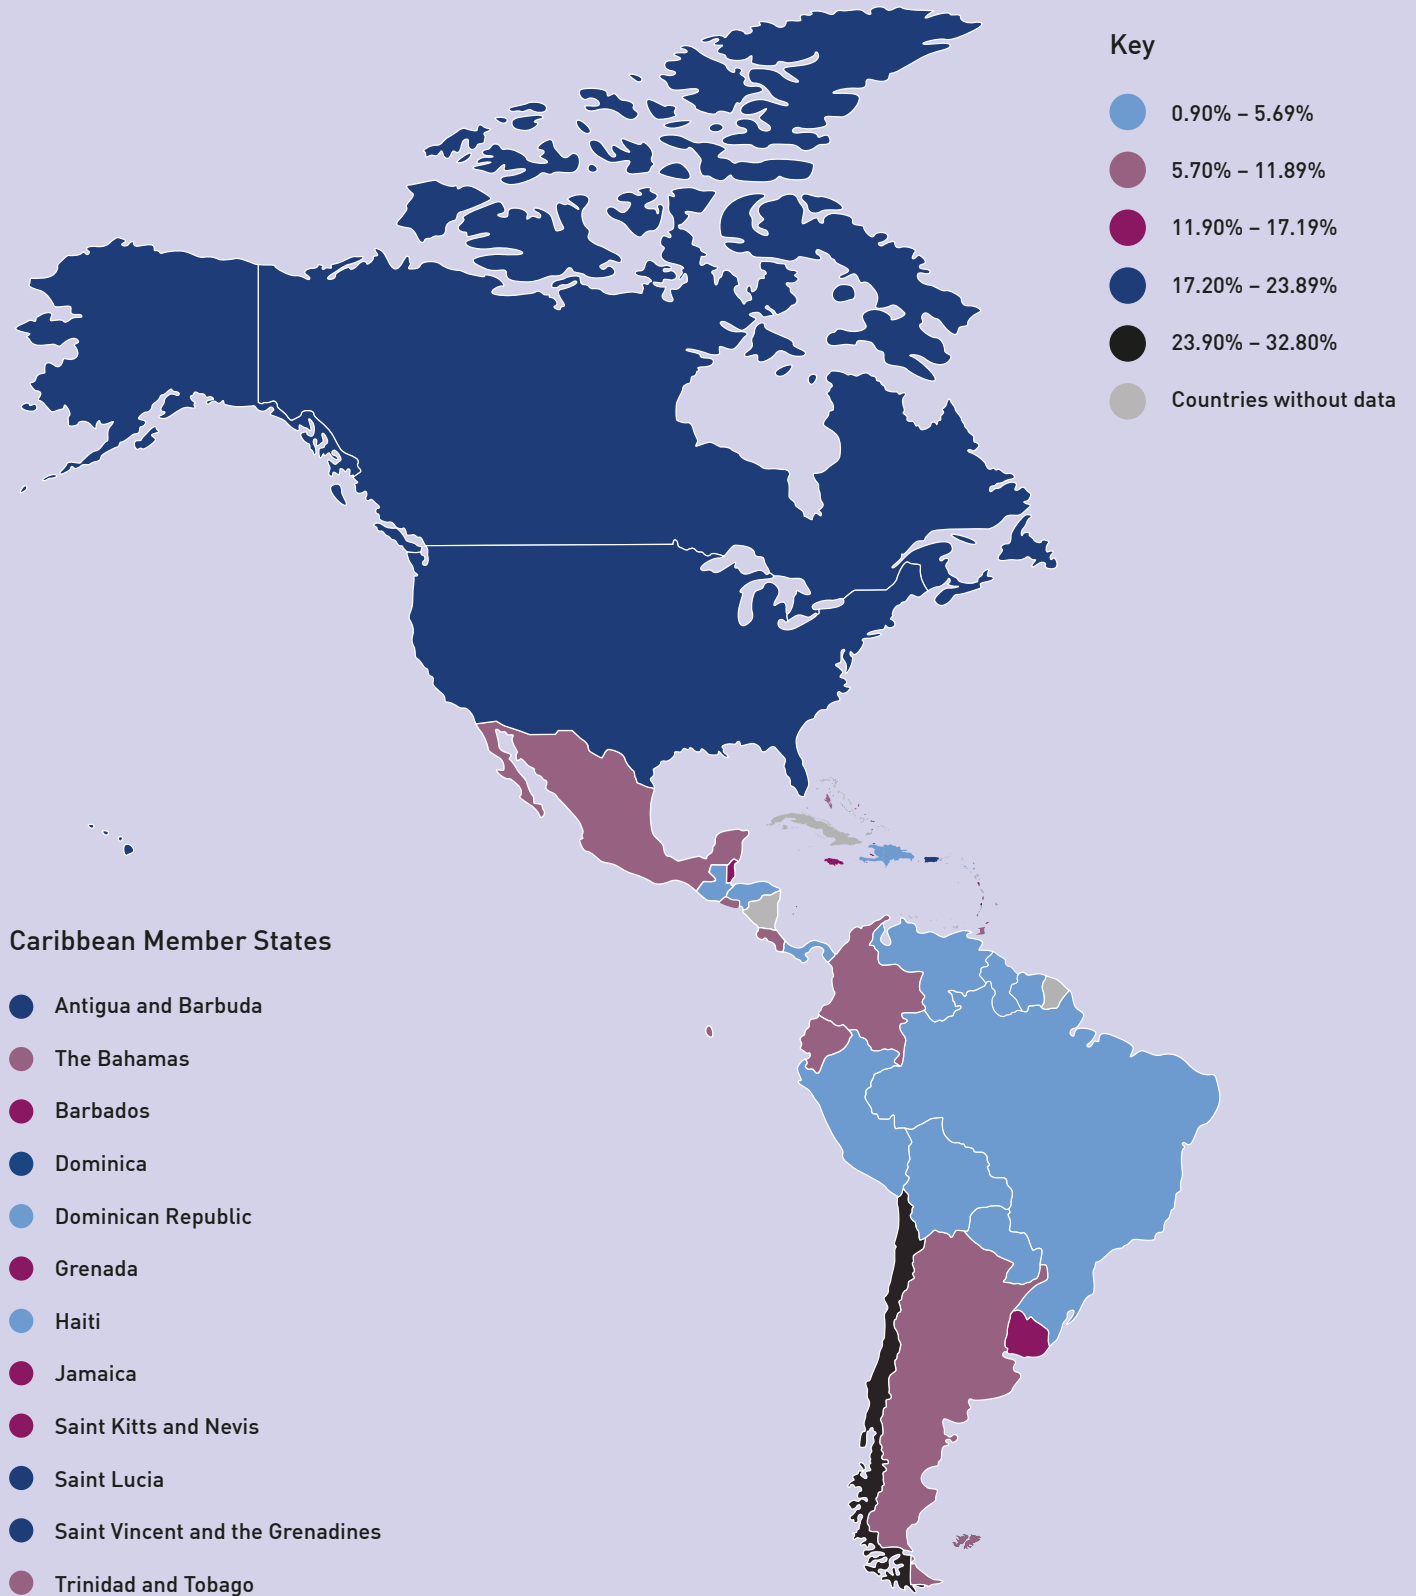 Key
0.90% – 5.69%
5.70% – 11.89%
11.90% – 17.19%
17.20% – 23.89%
23.90% – 32.80%
Countries without data
Caribbean Member States
Antigua and Barbuda
The Bahamas
Barbados
Dominica
Dominican Republic
Grenada
Haiti
Jamaica
Saint Kitts and Nevis
Saint Lucia
Saint Vincent and the Grenadines
Trinidad and Tobago